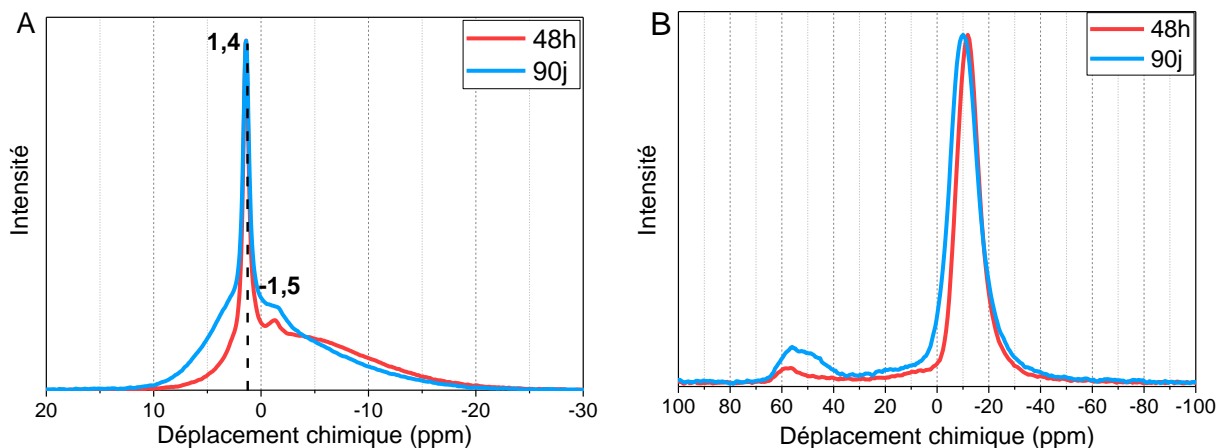 A
1,4
-1,5
48h
90j
Intensité
20 10 0 -10 -20 -30
Déplacement chimique (ppm)
B
48h
90j
Intensité
100 80 60 40 20 0 -20 -40 -60 -80 -100
Déplacement chimique (ppm)